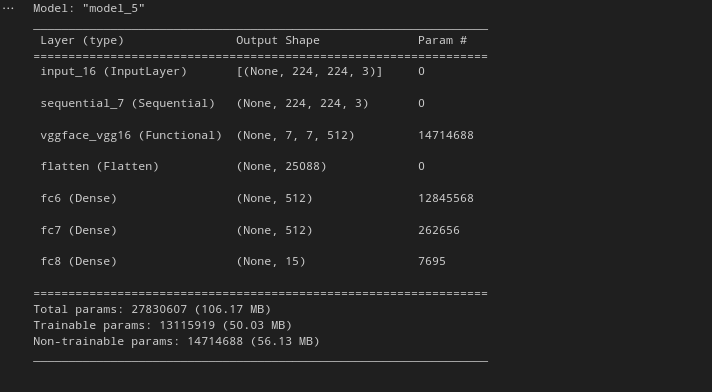 Model: "model_5"
Layer (type) Output Shape Param #
input_16 (InputLayer) [(None, 224, 224, 3)] 0
sequential_7 (Sequential) (None, 224, 224, 3) 0
vggface_vgg16 (Functional) (None, 7, 7, 512) 14714688
flatten (Flatten) (None, 25088) 0
fc6 (Dense) (None, 512) 12845568
fc7 (Dense) (None, 512) 262656
fc8 (Dense) (None, 15) 7695
Total params: 27830607 (106.17 MB)
Trainable params: 13115919 (50.03 MB)
Non-trainable params: 14714688 (56.13 MB)